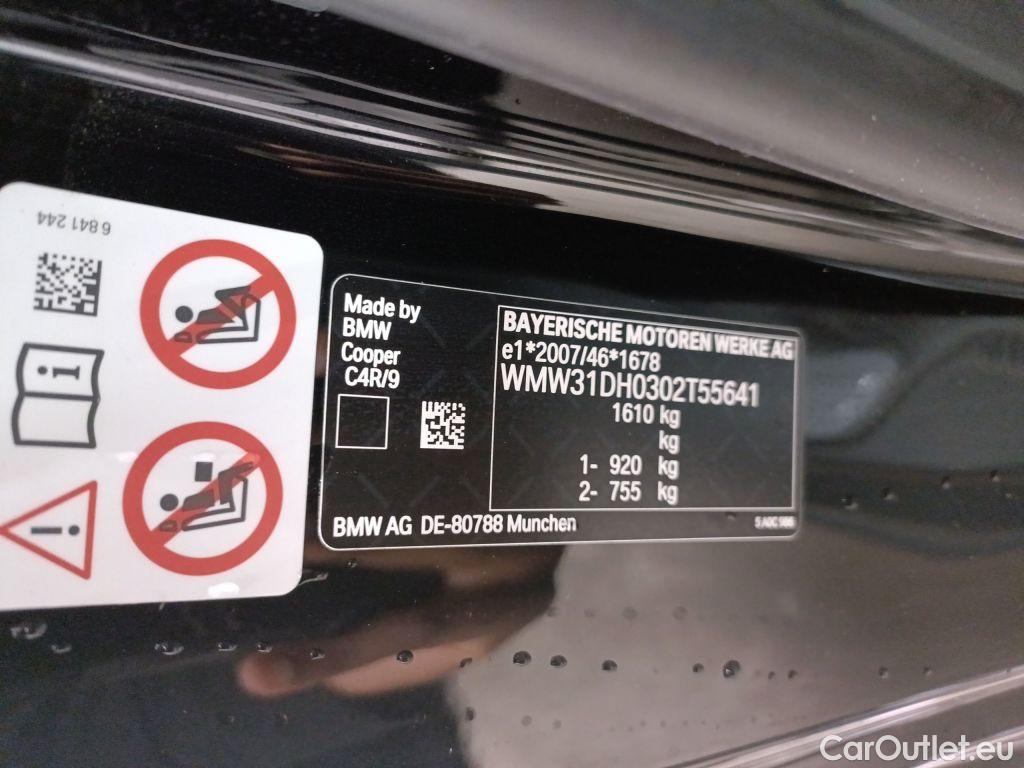 6 841 244
Made by
BMW
Cooper
C4R/9
BAYERISCHE MOTOREN WERKE AG
e1*2007/46*1678
WMW31DH0302T55641
1610 kg
kg
1- 920 kg
2- 755 kg
BMW AG DE-80788 Munchen
CarOutlet.eu